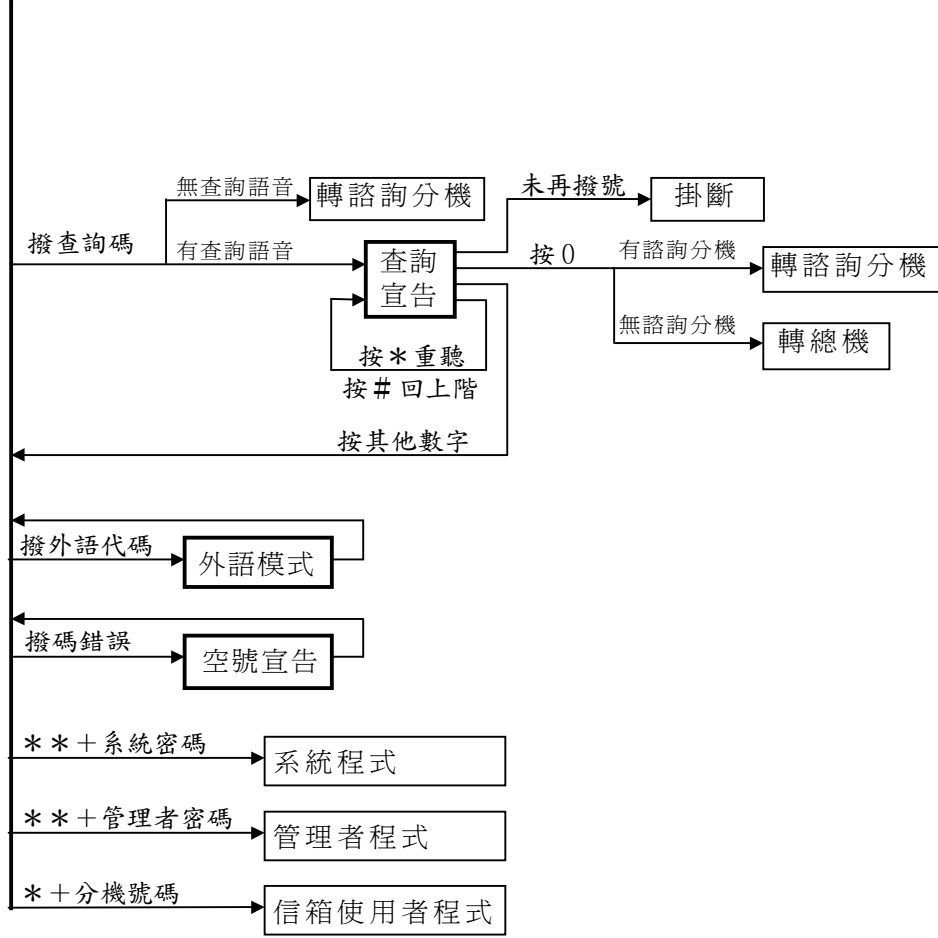 無查詢語音
轉諮詢分機
未再撥號
掛斷
撥查詢碼
有查詢語音
查詢
宣告
按0
有諮詢分機
轉諮詢分機
無諮詢分機
轉總機
按＊重聽
按＃回上階
按其他數字
撥外語代碼
外語模式
撥碼錯誤
空號宣告
＊＊＋系統密碼
系統程式
＊＊＋管理者密碼
管理者程式
＊＋分機號碼
信箱使用者程式